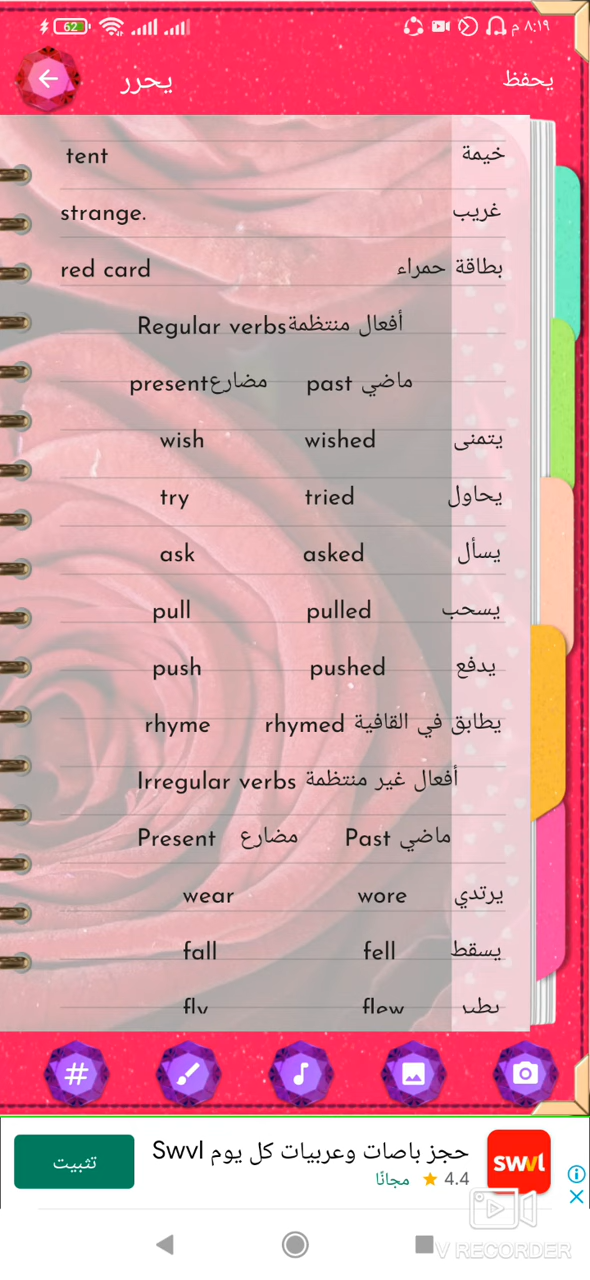 62 ٨:١٩ م
يحرر يحفظ
tent خيمة
strange. غريب
red card بطاقة حمراء
Regular verbs أفعال منتظمة
present مضارع past ماضي
wish wished يتمنى
try tried يحاول
ask asked يسأل
pull pulled يسحب
push pushed يدفع
rhyme rhymed يطابق في القافية
Irregular verbs أفعال غير منتظمة
Present مضارع Past ماضي
wear wore يرتدي
fall fell يسقط
fly flew يطير
#
حجز باصات وعربيات كل يوم Swvl
swvl
تثبيت
4.4 ★ مجانًا
V RECORDER